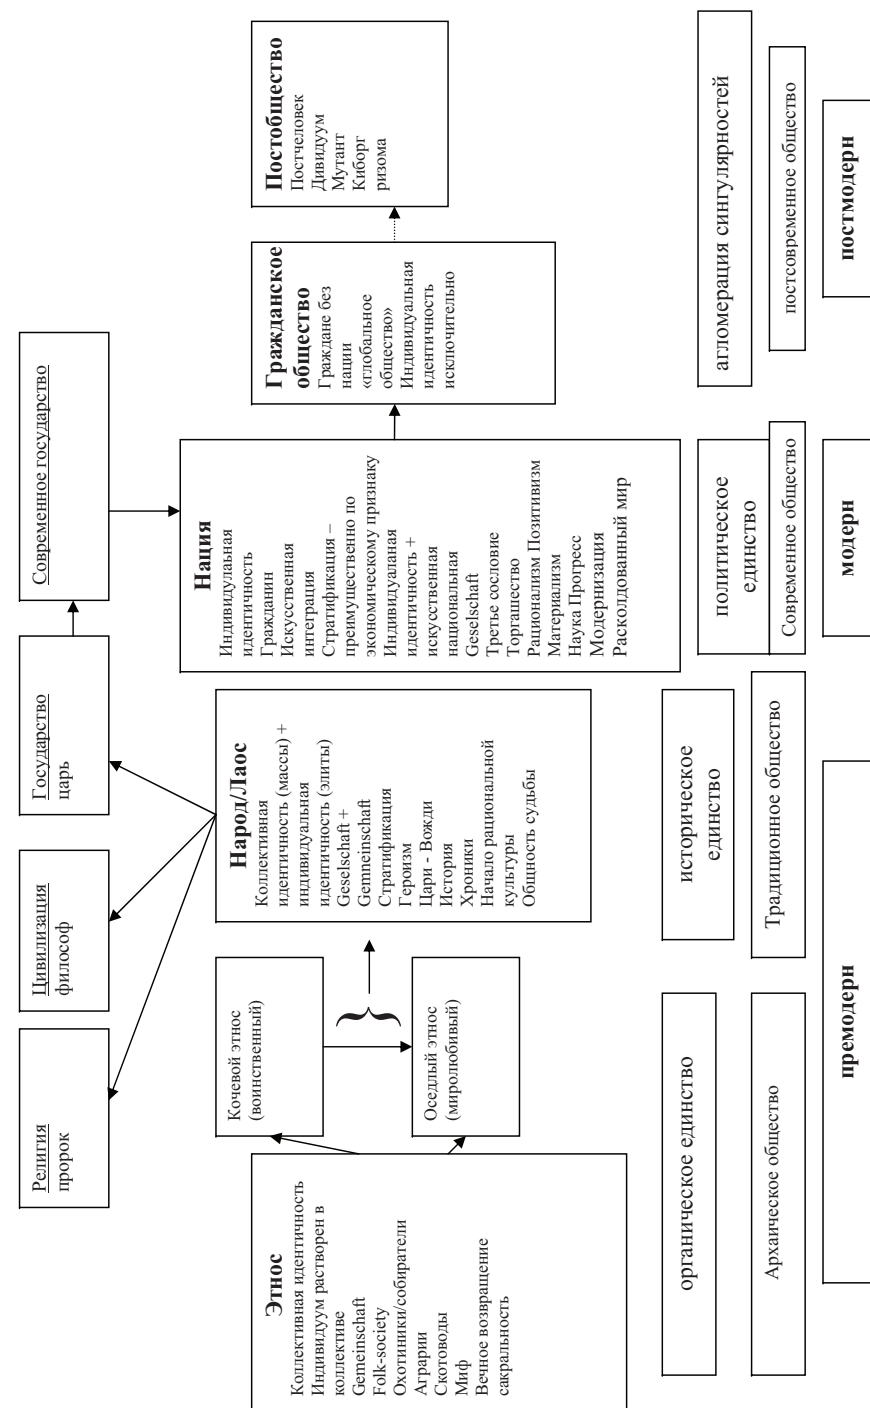 Религия
пророк
Цивилизация
философ
Государство
царь
Современное государство
Этнос
Коллективная идентичность
Индивидуум растворен в
коллективе
Gemeinschaft
Folk-society
Охотиники/собиратели
Аграрии
Скотоводы
Миф
Вечное возвращение
сакральность
Кочевой этнос
(воинственный)
}
Оседлый этнос
(миролюбивый)
Народ/Лаос
Коллективная
идентичность (массы) +
индивидуальная
идентичность (элиты)
Geselschaft +
Gemneinschaft
Стратификация
Героизм
Цари - Вожди
История
Хроники
Начало рациональной
культуры
Общность судьбы
Нация
Индивидулаьная
идентичность
Гражданин
Искусственная
интеграция
Стратификация –
преимущественно по
экономическому признаку
Индивидуаланая
идентичность +
искусственная
национальная
Geselschaft
Третье сословие
Торгашество
Рационализм Позитивизм
Материализм
Наука Прогресс
Модернизация
Расколдованный мир
Гражданское
общество
Граждане без
нации
«глобальное
общество»
Индивидуальная
идентичность
исключительно
Постобщество
Постчеловек
Дивидуум
Мутант
Киборг
ризома
органическое единство
историческое
единство
политическое
единство
агломерация сингулярностей
Архаическое общество
Традиционное общество
Современное общество
постсовременное общество
премодерн
модерн
постмодерн